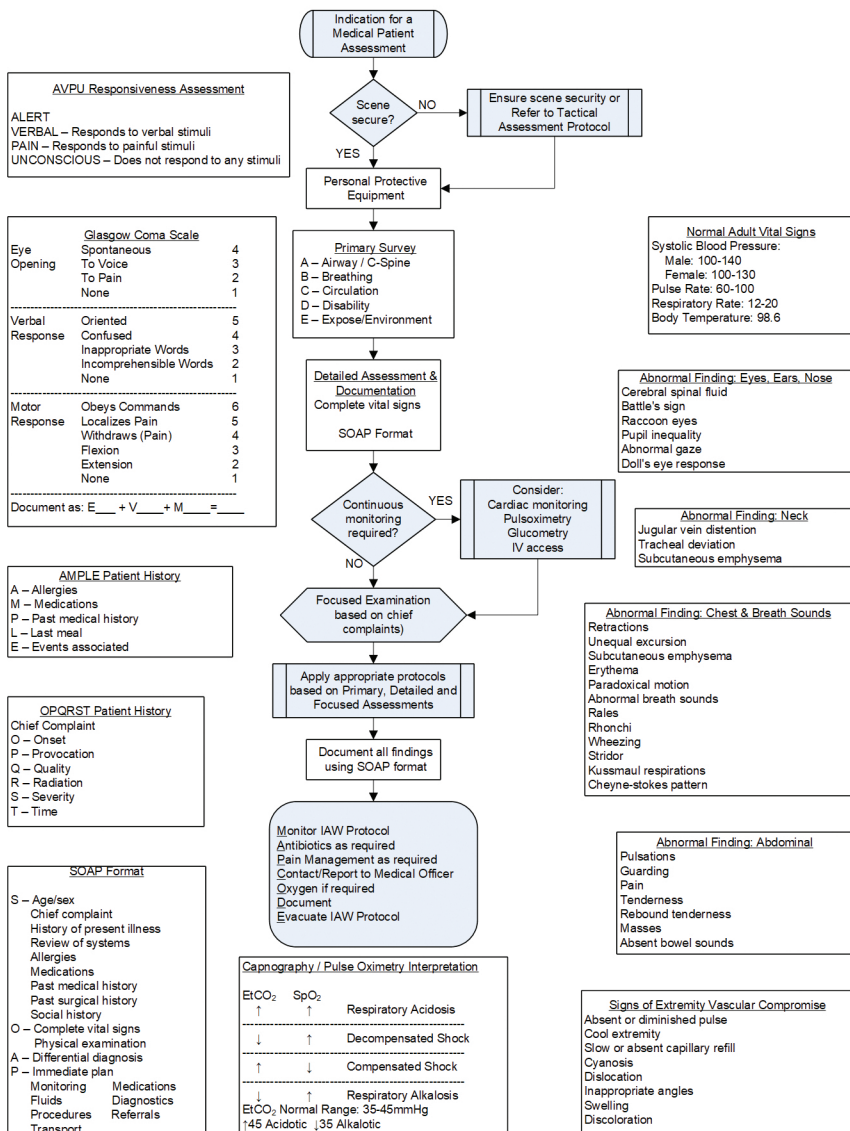 Indication for a
Medical Patient
Assessment
Scene
secure?
NO
Ensure scene security or
Refer to Tactical
Assessment Protocol
YES
Personal Protective
Equipment
Primary Survey
A – Airway / C-Spine
B – Breathing
C – Circulation
D – Disability
E – Expose/Environment
Detailed Assessment &
Documentation
Complete vital signs
SOAP Format
Continuous
monitoring
required?
YES
Consider:
Cardiac monitoring
Pulsoximetry
Glucometry
IV access
NO
Focused Examination
based on chief
complaints)
Apply appropriate protocols
based on Primary, Detailed and
Focused Assessments
Document all findings
using SOAP format
Monitor IAW Protocol
Antibiotics as required
Pain Management as required
Contact/Report to Medical Officer
Oxygen if required
Document
Evacuate IAW Protocol
AVPU Responsiveness Assessment
ALERT
VERBAL – Responds to verbal stimuli
PAIN – Responds to painful stimuli
UNCONSCIOUS – Does not respond to any stimuli
Glasgow Coma Scale
Eye Spontaneous 4
Opening To Voice 3
To Pain 2
None 1
Verbal Oriented 5
Response Confused 4
Inappropriate Words 3
Incomprehensible Words 2
None 1
Motor Obeys Commands 6
Response Localizes Pain 5
Withdraws (Pain) 4
Flexion 3
Extension 2
None 1
Document as: E___ + V____ + M____=____
AMPLE Patient History
A – Allergies
M – Medications
P – Past medical history
L – Last meal
E – Events associated
OPQRST Patient History
Chief Complaint
O – Onset
P – Provocation
Q – Quality
R – Radiation
S – Severity
T – Time
SOAP Format
S – Age/sex
Chief complaint
History of present illness
Review of systems
Allergies
Medications
Past medical history
Past surgical history
Social history
O – Complete vital signs
Physical examination
A – Differential diagnosis
P – Immediate plan
Monitoring Medications
Fluids Diagnostics
Procedures Referrals
Transport
Capnography / Pulse Oximetry Interpretation
EtCO₂ SpO₂
↑ ↑ Respiratory Acidosis
↓ ↑ Decompensated Shock
↑ ↓ Compensated Shock
↓ ↑ Respiratory Alkalosis
EtCO₂ Normal Range: 35-45mmHg
↑45 Acidotic ↓35 Alkalotic
Normal Adult Vital Signs
Systolic Blood Pressure:
Male: 100-140
Female: 100-130
Pulse Rate: 60-100
Respiratory Rate: 12-20
Body Temperature: 98.6
Abnormal Finding: Eyes, Ears, Nose
Cerebral spinal fluid
Battle's sign
Raccoon eyes
Pupil inequality
Abnormal gaze
Doll's eye response
Abnormal Finding: Neck
Jugular vein distention
Tracheal deviation
Subcutaneous emphysema
Abnormal Finding: Chest & Breath Sounds
Retractions
Unequal excursion
Subcutaneous emphysema
Erythema
Paradoxical motion
Abnormal breath sounds
Rales
Rhonchi
Wheezing
Stridor
Kussmaul respirations
Cheyne-stokes pattern
Abnormal Finding: Abdominal
Pulsations
Guarding
Pain
Tenderness
Rebound tenderness
Masses
Absent bowel sounds
Signs of Extremity Vascular Compromise
Absent or diminished pulse
Cool extremity
Slow or absent capillary refill
Cyanosis
Dislocation
Inappropriate angles
Swelling
Discoloration